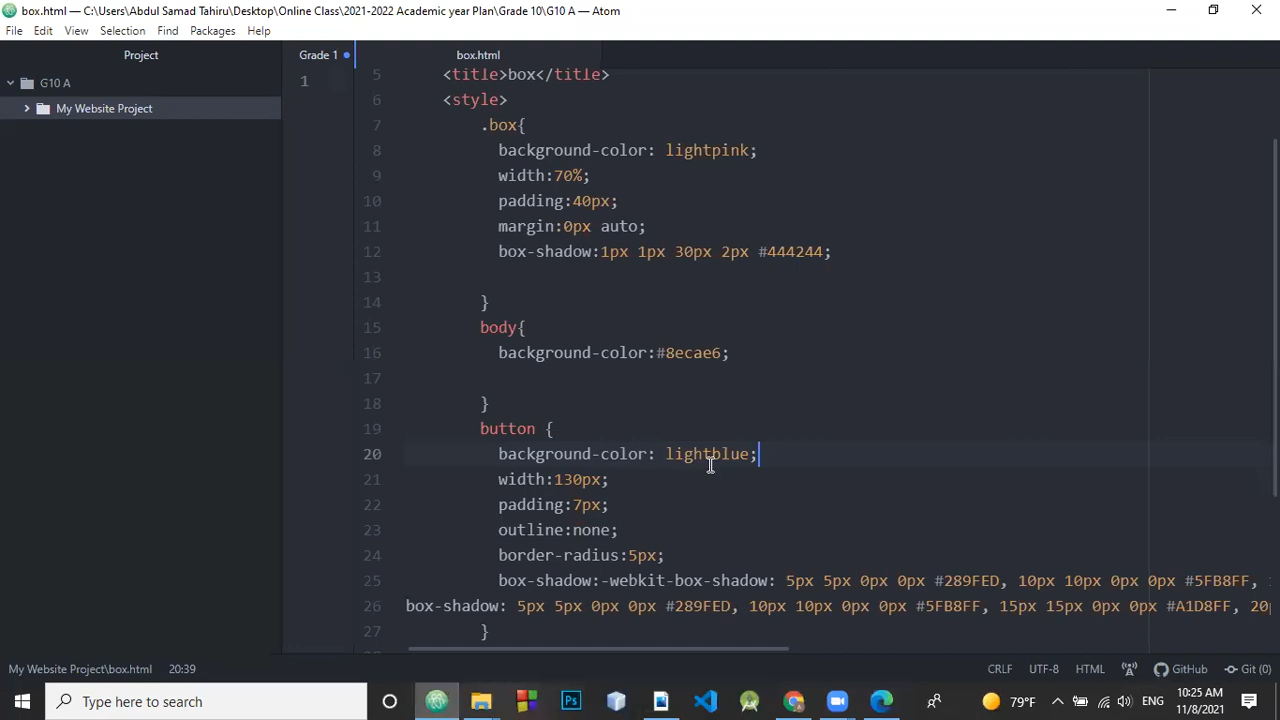 box.html — C:\Users\Abdul Samad Tahiru\Desktop\Online Class\2021-2022 Academic year Plan\Grade 10\G10 A — Atom
File Edit View Selection Find Packages Help
Project
Grade 1
box.html
G10 A
My Website Project
1
5 <title>box</title>
6 <style>
7 .box{
8 background-color: lightpink;
9 width:70%;
10 padding:40px;
11 margin:0px auto;
12 box-shadow:1px 1px 30px 2px #444244;
13
14 }
15 body{
16 background-color:#8ecae6;
17
18 }
19 button {
20 background-color: lightblue;
21 width:130px;
22 padding:7px;
23 outline:none;
24 border-radius:5px;
25 box-shadow:-webkit-box-shadow: 5px 5px 0px 0px #289FED, 10px 10px 0px 0px #5FB8FF,
26 box-shadow: 5px 5px 0px 0px #289FED, 10px 10px 0px 0px #5FB8FF, 15px 15px 0px 0px #A1D8FF, 20p
27 }
My Website Project\box.html 20:39
CRLF UTF-8 HTML GitHub Git (0)
Type here to search
Ps
79°F
ENG
10:25 AM
11/8/2021